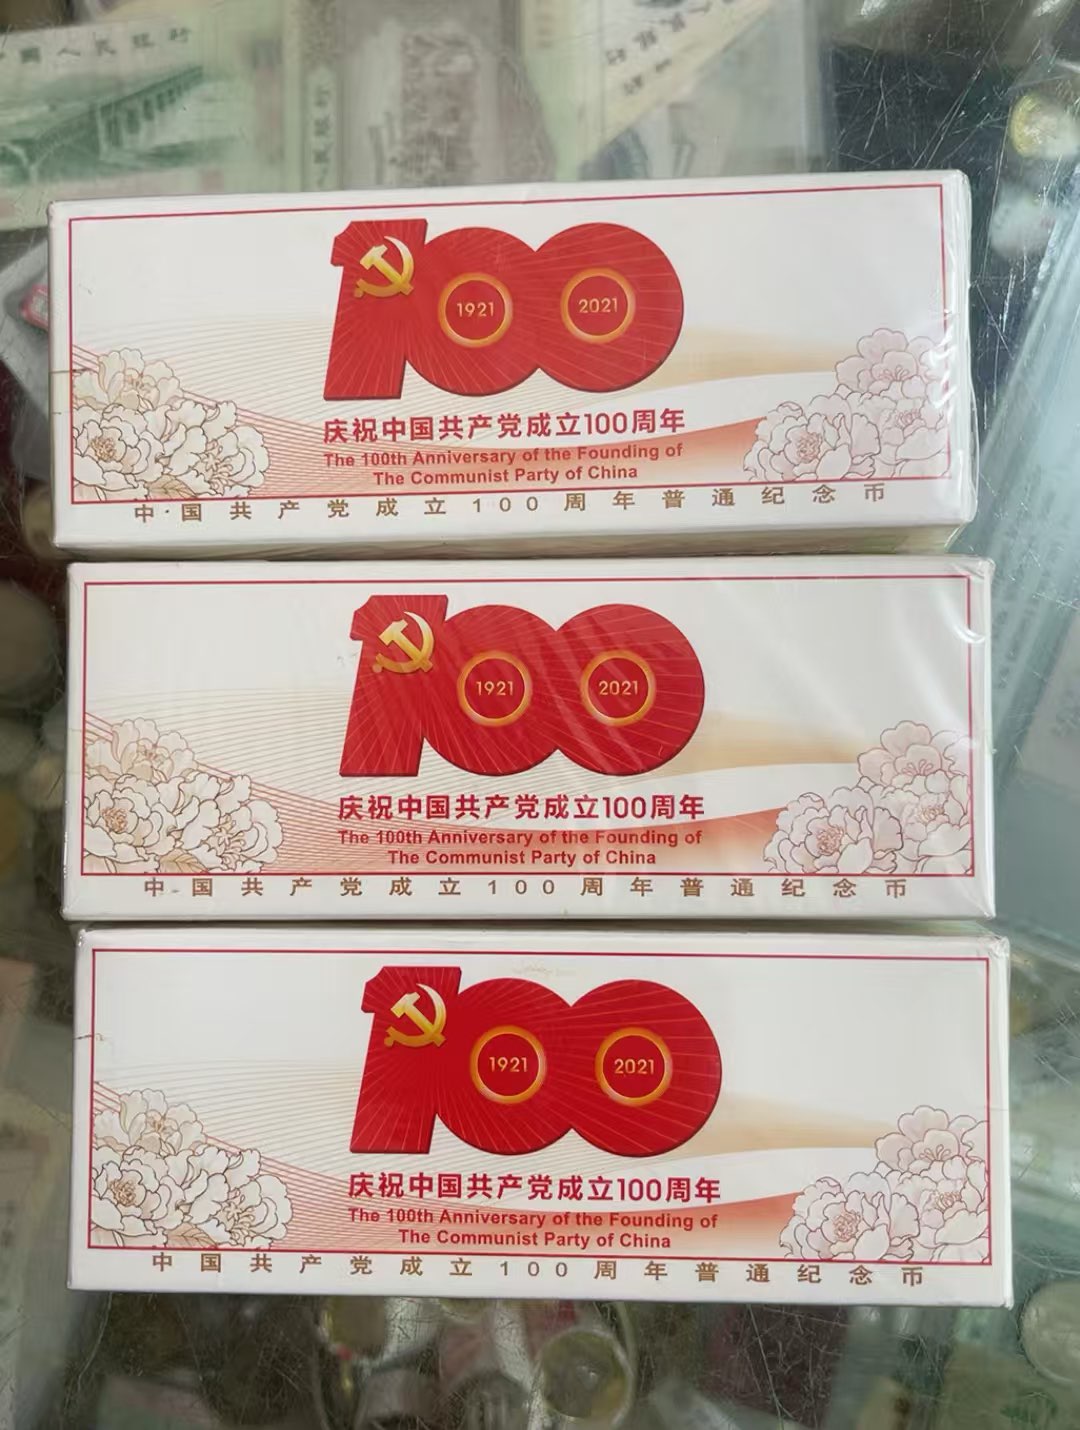 国人民银行
1921
2021
庆祝中国共产党成立100周年
The 100th Anniversary of the Founding of
The Communist Party of China
中国共产党成立100周年普通纪念币
1921
2021
庆祝中国共产党成立100周年
The 100th Anniversary of the Founding of
The Communist Party of China
中国共产党成立100周年普通纪念币
1921
2021
庆祝中国共产党成立100周年
The 100th Anniversary of the Founding of
The Communist Party of China
中国共产党成立100周年普通纪念币